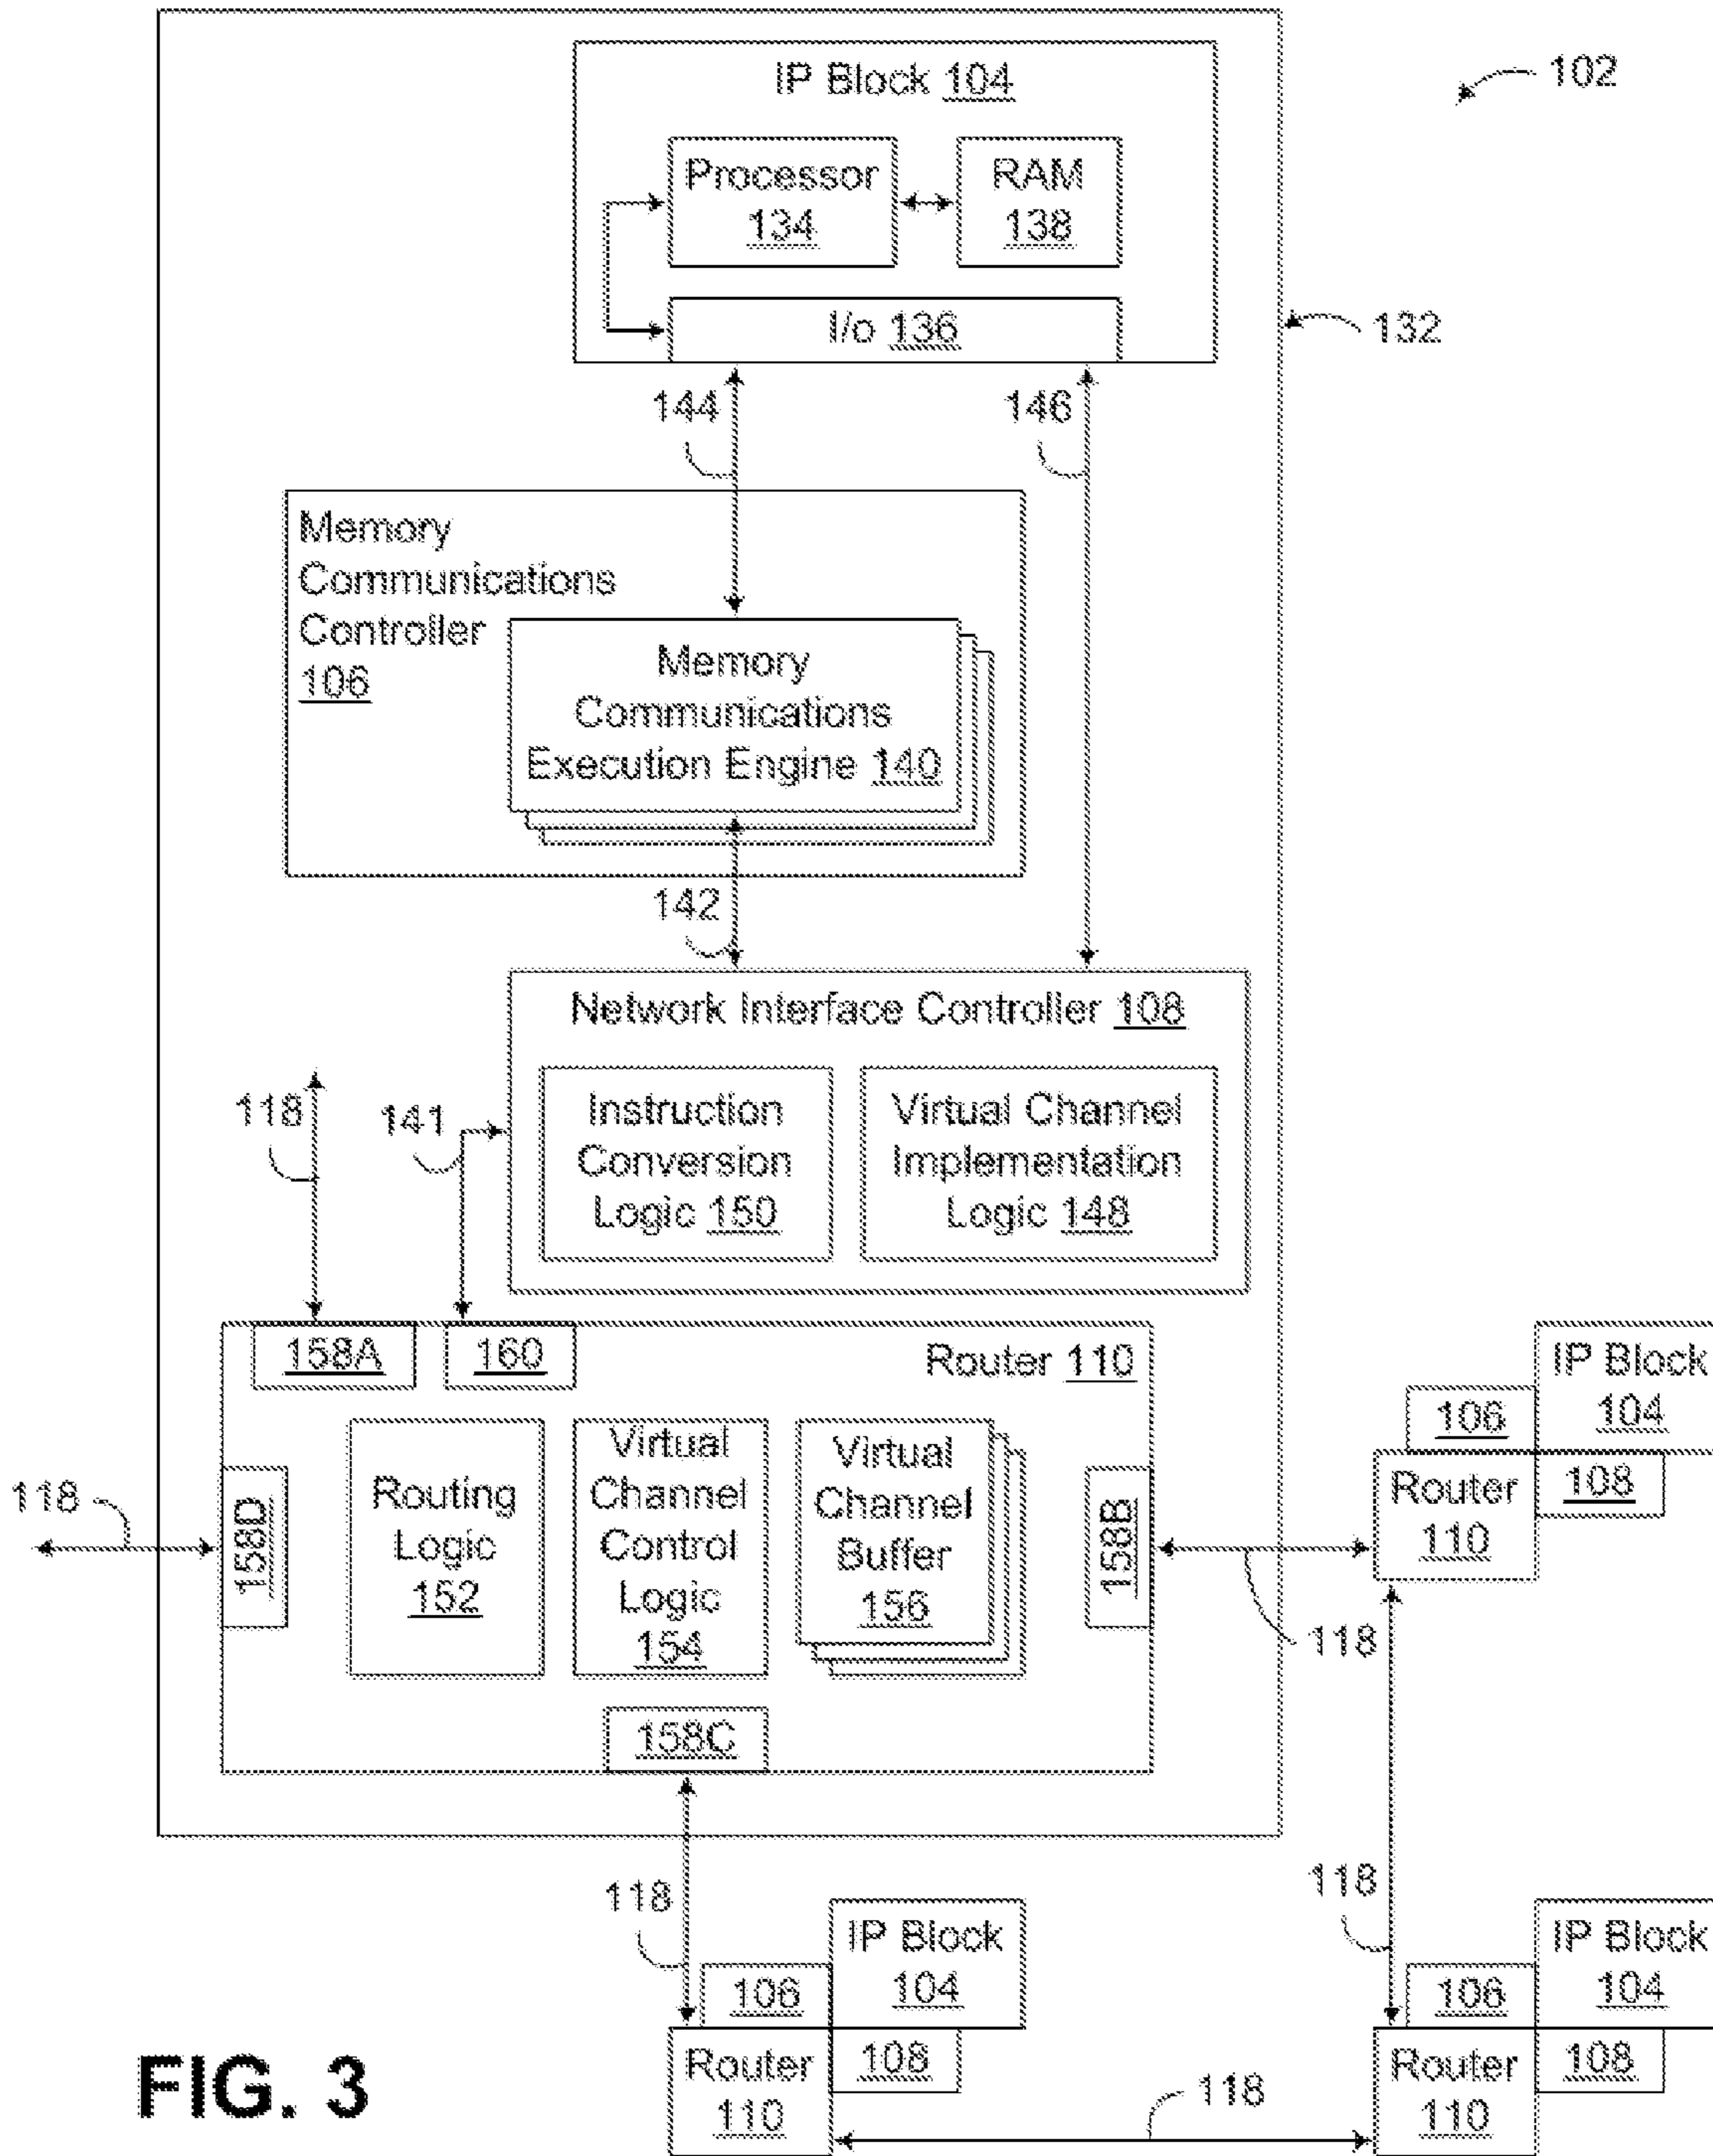 IP Block 104
102
Processor
134
RAM
138
I/o 136
132
144
146
Memory
Communications
Controller
106
Memory
Communications
Execution Engine 140
142
Network Interface Controller 108
118
141
Instruction
Conversion
Logic 150
Virtual Channel
Implementation
Logic 148
158A
160
Router 110
118
158D
Routing
Logic
152
Virtual
Channel
Control
Logic
154
Virtual
Channel
Buffer
156
158B
158C
118
IP Block
104
106
Router
110
108
118
118
IP Block
104
106
Router
110
108
118
IP Block
104
106
Router
110
108
FIG. 3